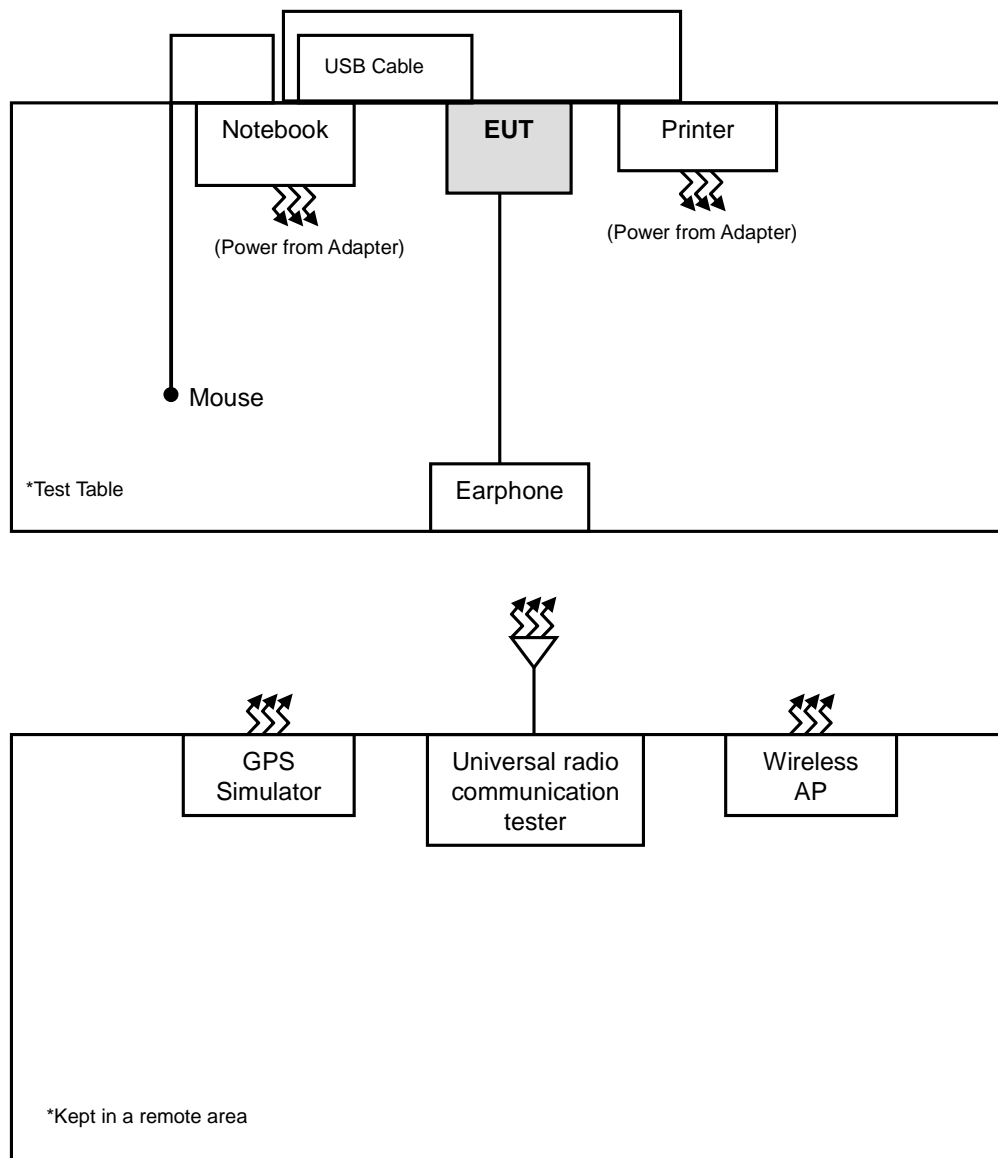 USB Cable
Notebook
EUT
Printer
(Power from Adapter)
(Power from Adapter)
Mouse
*Test Table
Earphone
GPS
Simulator
Universal radio
communication
tester
Wireless
AP
*Kept in a remote area